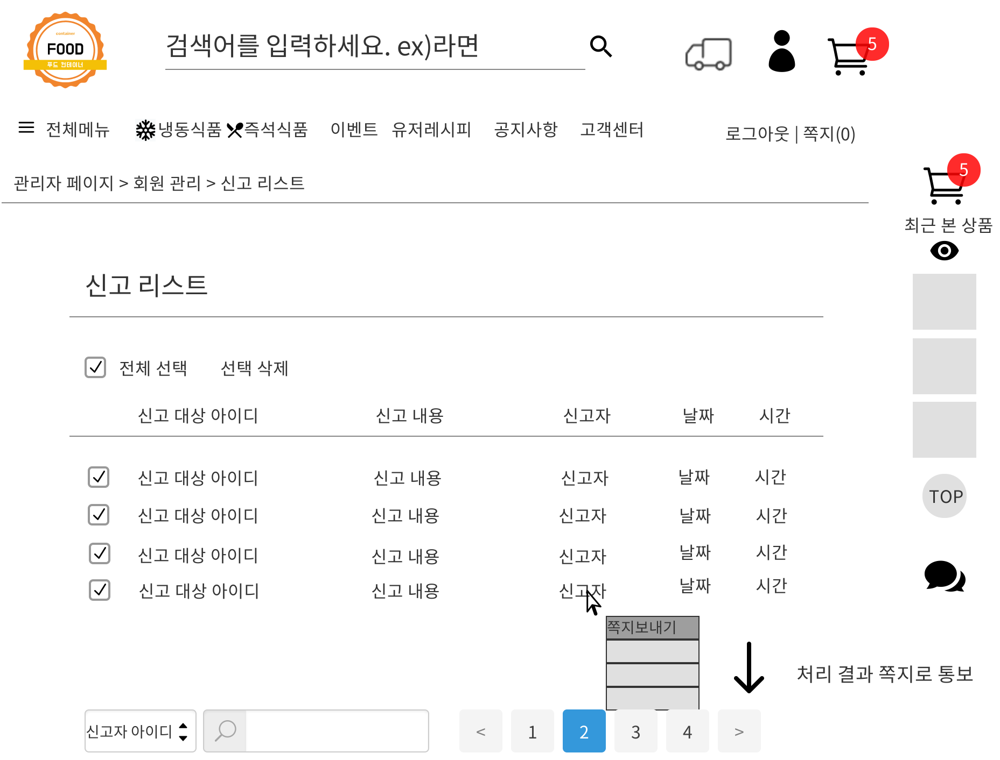 container
FOOD
푸드 컨테이너
검색어를 입력하세요. ex)라면
5
전체메뉴 냉동식품 즉석식품 이벤트 유저레시피 공지사항 고객센터 로그아웃 | 쪽지(0)
관리자 페이지 > 회원 관리 > 신고 리스트
5
최근 본 상품
신고 리스트
전체 선택 선택 삭제
신고 대상 아이디 신고 내용 신고자 날짜 시간
신고 대상 아이디 신고 내용 신고자 날짜 시간
TOP
신고 대상 아이디 신고 내용 신고자 날짜 시간
신고 대상 아이디 신고 내용 신고자 날짜 시간
신고 대상 아이디 신고 내용 신고자 날짜 시간
쪽지보내기
처리 결과 쪽지로 통보
신고자 아이디 < 1 2 3 4 >